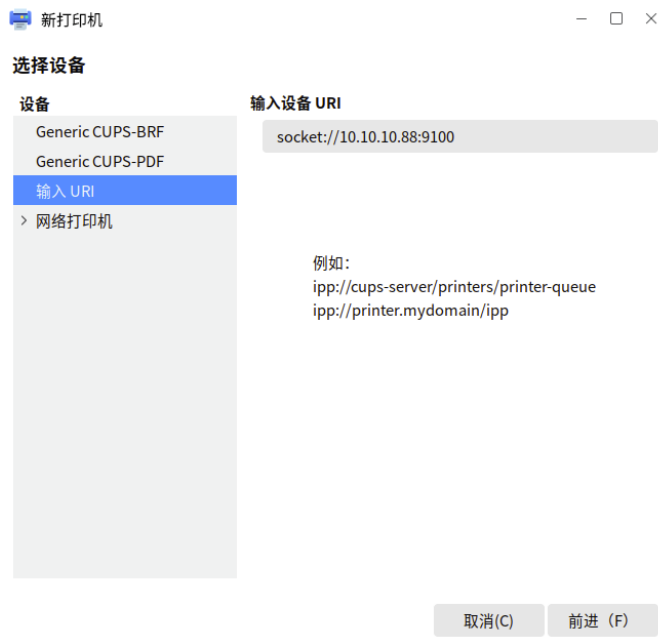 新打印机
选择设备
设备
Generic CUPS-BRF
Generic CUPS-PDF
输入 URI
网络打印机
输入设备 URI
socket://10.10.10.88:9100
例如：
ipp://cups-server/printers/printer-queue
ipp://printer.mydomain/ipp
取消(C)
前进（F）